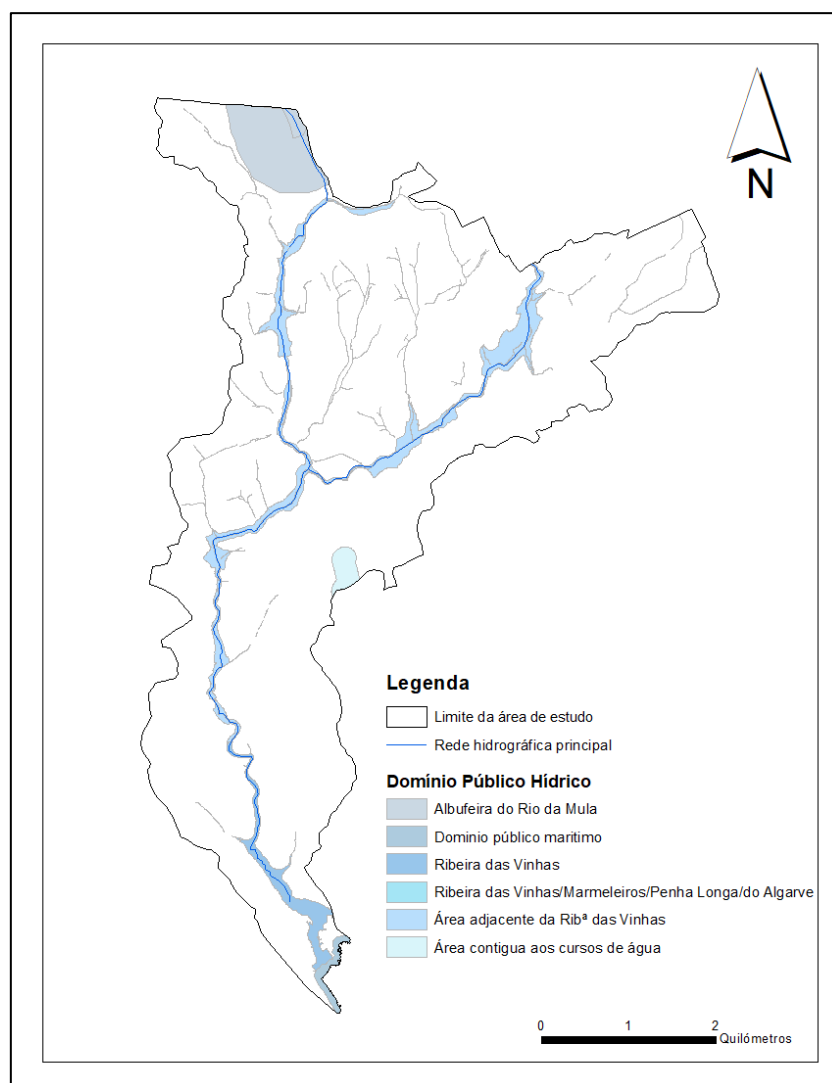 N
Legenda
Limite da área de estudo
Rede hidrográfica principal
Domínio Público Hídrico
Albufeira do Rio da Mula
Dominio público maritimo
Ribeira das Vinhas
Ribeira das Vinhas/Marmeleiros/Penha Longa/do Algarve
Área adjacente da Ribª das Vinhas
Área contigua aos cursos de água
0 1 2
Quilómetros